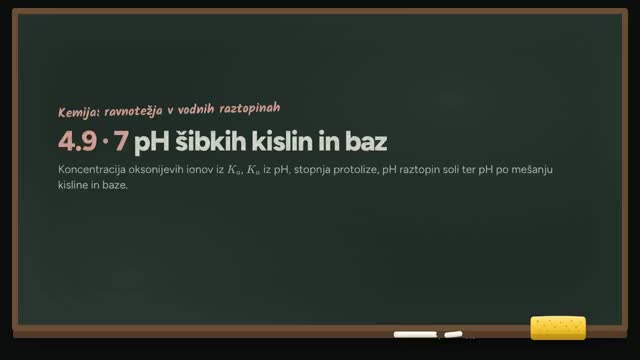 Kemija: ravnotežja v vodnih raztopinah
4.9 · 7 pH šibkih kislin in baz
Koncentracija oksonijevih ionov iz Kₐ, Kₐ iz pH, stopnja protolize, pH raztopin soli ter pH po mešanju
kisline in baze.